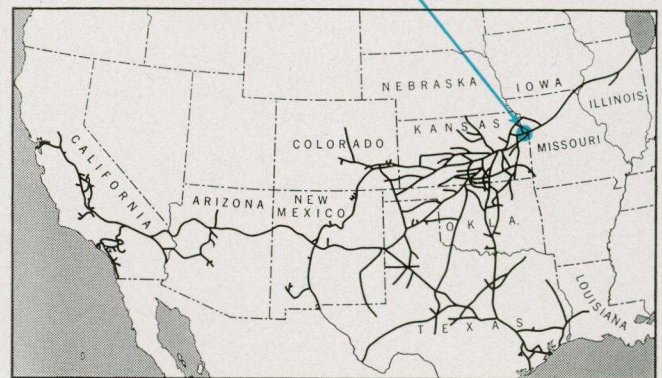 NEBRASKA
IOWA
ILLINOIS
KANSAS
MISSOURI
COLORADO
CALIFORNIA
ARIZONA
NEW
MEXICO
OKLA.
TEXAS
LOUISIANA